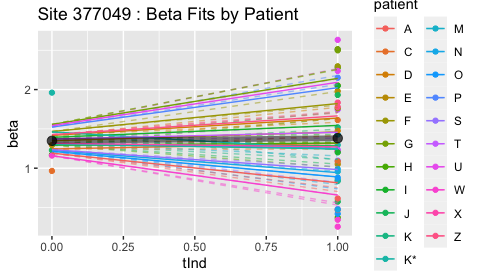 Site 377049 : Beta Fits by Patient
beta
2
1
0.00 0.25 0.50 0.75 1.00
tInd
patient
A
C
D
E
F
G
H
I
J
K
K*
M
N
O
P
S
T
U
W
X
Z